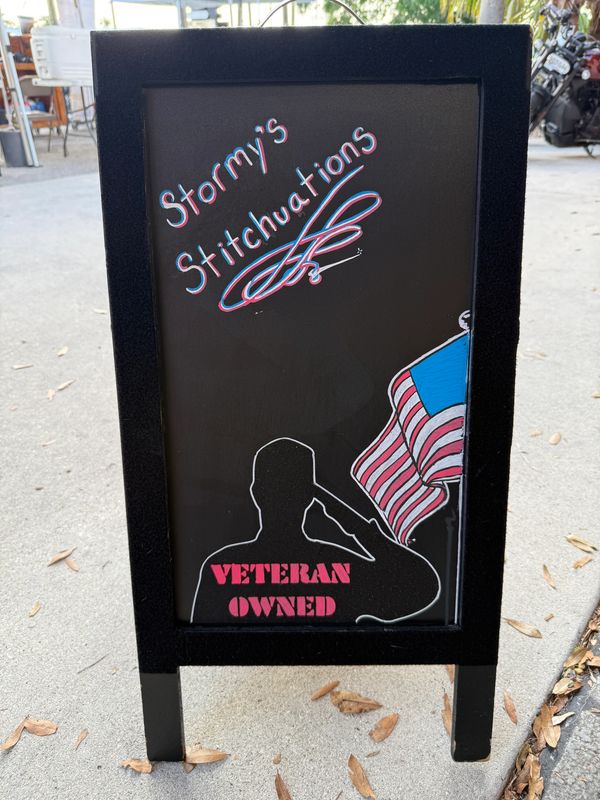 Stormy's
Stitchuations
VETERAN
OWNED